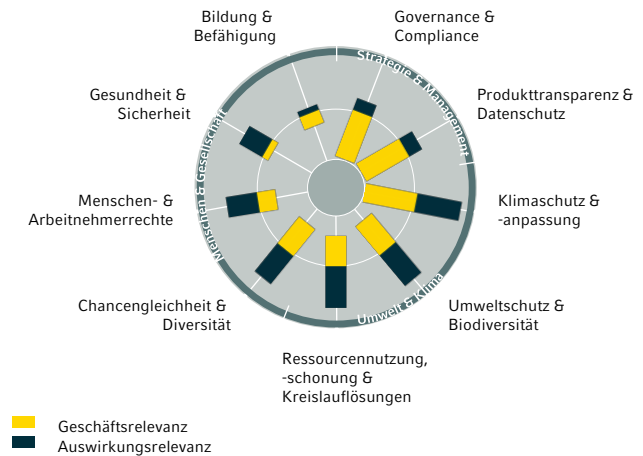 Bildung &
Befähigung
Governance &
Compliance
Gesundheit &
Sicherheit
Produkttransparenz &
Datenschutz
Strategie & Management
Menschen & Gesellschaft
Umwelt & Klima
Menschen- &
Arbeitnehmerrechte
Klimaschutz &
-anpassung
Chancengleichheit &
Diversität
Umweltschutz &
Biodiversität
Ressourcennutzung,
-schonung &
Kreislauflösungen
Geschäftsrelevanz
Auswirkungsrelevanz